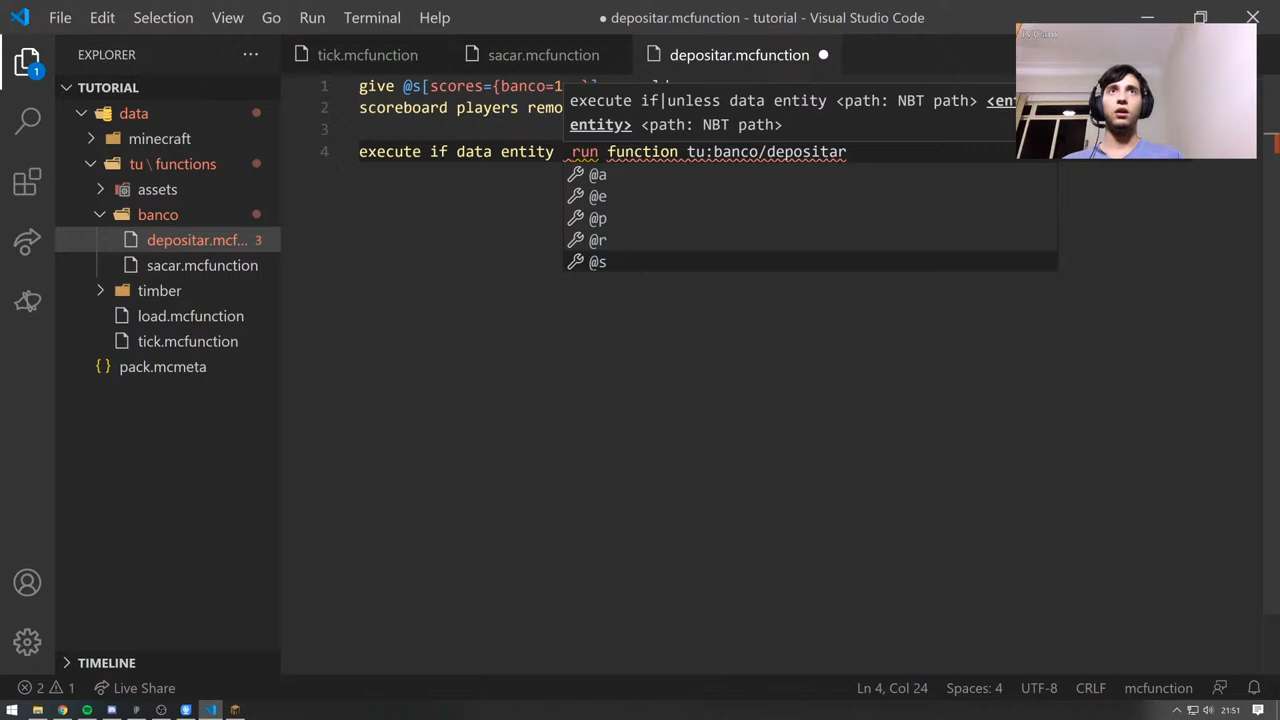 File Edit Selection View Go Run Terminal Help
● depositar.mcfunction - tutorial - Visual Studio Code
EXPLORER ...
tick.mcfunction sacar.mcfunction depositar.mcfunction ●
TUTORIAL
data
minecraft
tu \ functions
assets
banco
depositar.mcf... 3
sacar.mcfunction
timber
load.mcfunction
tick.mcfunction
{} pack.mcmeta
1 give @s[scores={banco=1
2 scoreboard players remo
3
4 execute if data entity run function tu:banco/depositar
execute if|unless data entity <path: NBT path> <en
entity> <path: NBT path>
@a
@e
@p
@r
@s
1
TIMELINE
2 1 Live Share Ln 4, Col 24 Spaces: 4 UTF-8 CRLF mcfunction
21:51